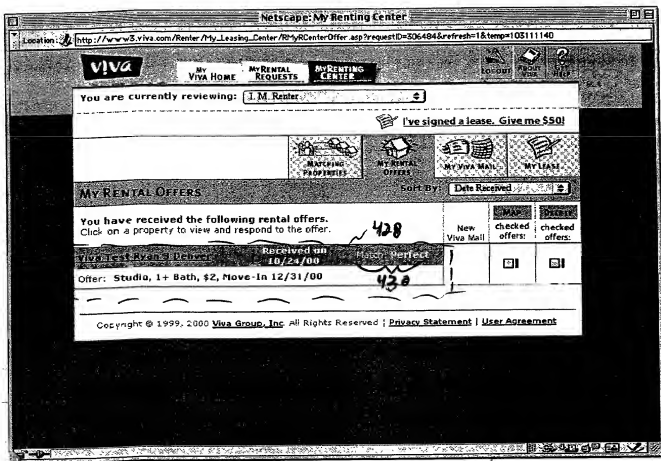 Netscape: My Renting Center
Location: http://www3.viva.com/Renter/My_Leasing_Center/RMyRCenterOffer.asp?requestID=306484&refresh=1&temp=103111140
viva
MY VIVA HOME
MYRENTAL REQUESTS
MYRENTING CENTER
LOGOUT
HELP
You are currently reviewing: I. M. Renter
I've signed a lease. Give me $50!
MATCHING PROPERTIES
MY RENTAL OFFERS
MY VIVA MAIL
MY LEASE
MY RENTAL OFFERS
Sort By: Date Received
You have received the following rental offers.
Click on a property to view and respond to the offer.
428
New Viva Mail
MAP
checked offers:
DELETE
checked offers:
Viva Test Ryan's Denver
Received on 10/24/00
Match: Perfect
Offer: Studio, 1+ Bath, $2, Move-In 12/31/00
430
Copyright © 1999, 2000 Viva Group, Inc. All Rights Reserved | Privacy Statement | User Agreement